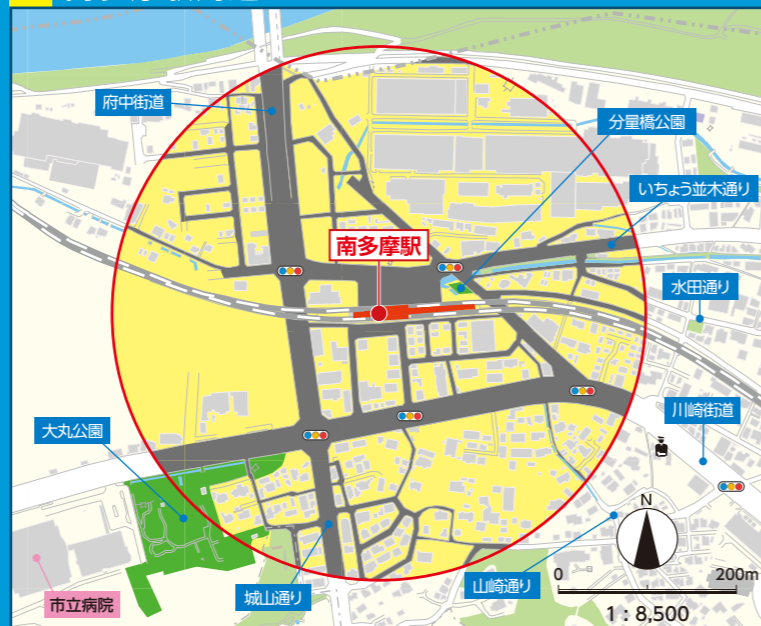 府中街道
分量橋公園
いちょう並木通り
南多摩駅
水田通り
大丸公園
川崎街道
市立病院
城山通り
山崎通り
N
0 200m
1：8,500